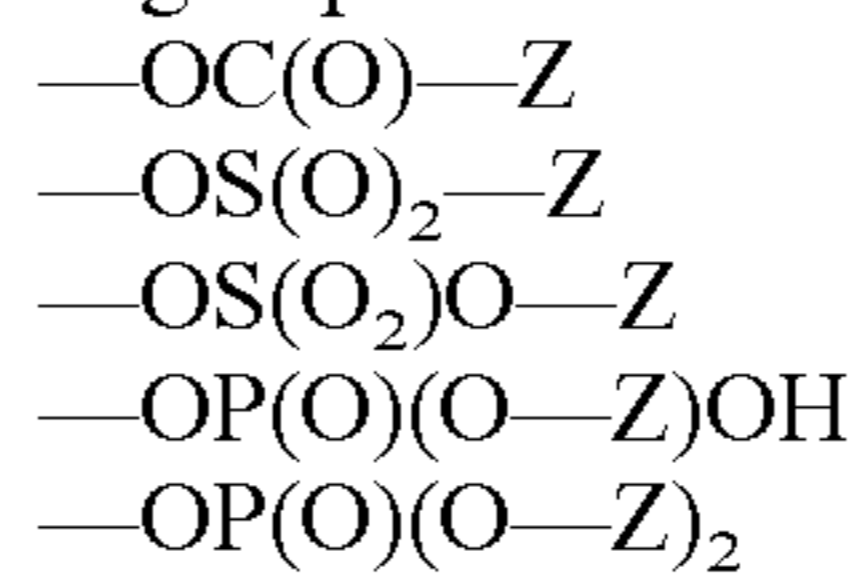 —OC(O)—Z
—OS(O)₂—Z
—OS(O₂)O—Z
—OP(O)(O—Z)OH
—OP(O)(O—Z)₂